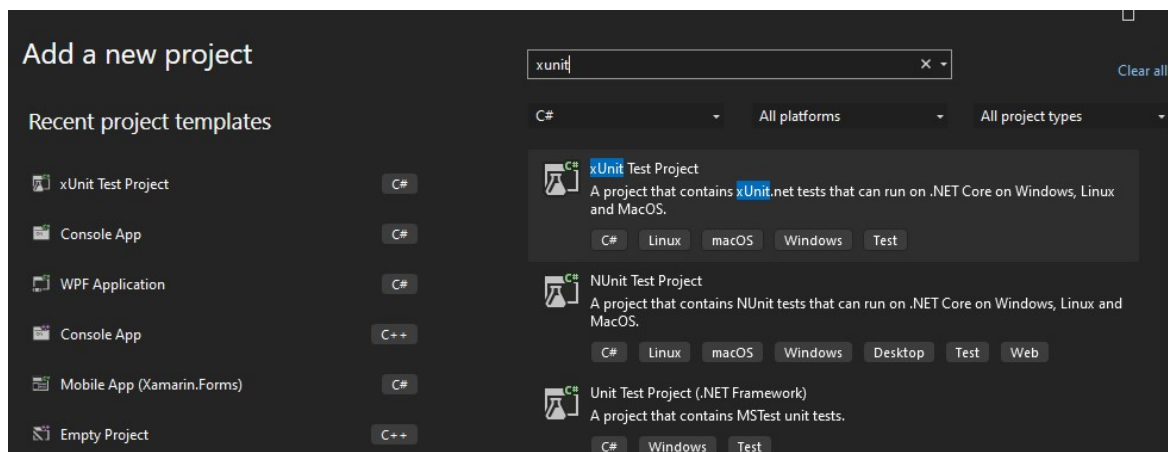 Add a new project
Recent project templates
xUnit Test Project C#
Console App C#
WPF Application C#
Console App C++
Mobile App (Xamarin.Forms) C#
Empty Project C++
xunit
Clear all
C# All platforms All project types
xUnit Test Project
A project that contains xUnit.net tests that can run on .NET Core on Windows, Linux
and MacOS.
C# Linux macOS Windows Test
NUnit Test Project
A project that contains NUnit tests that can run on .NET Core on Windows, Linux and
MacOS.
C# Linux macOS Windows Desktop Test Web
Unit Test Project (.NET Framework)
A project that contains MSTest unit tests.
C# Windows Test